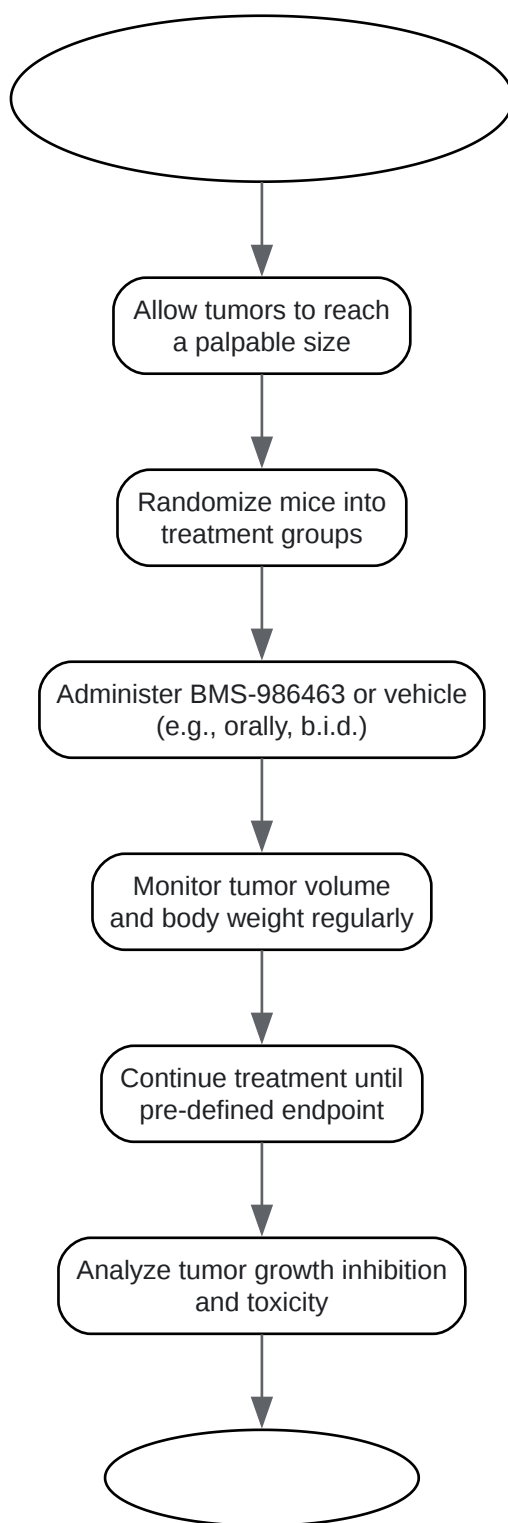 Allow tumors to reach
a palpable size
Randomize mice into
treatment groups
Administer BMS-986463 or vehicle
(e.g., orally, b.i.d.)
Monitor tumor volume
and body weight regularly
Continue treatment until
pre-defined endpoint
Analyze tumor growth inhibition
and toxicity